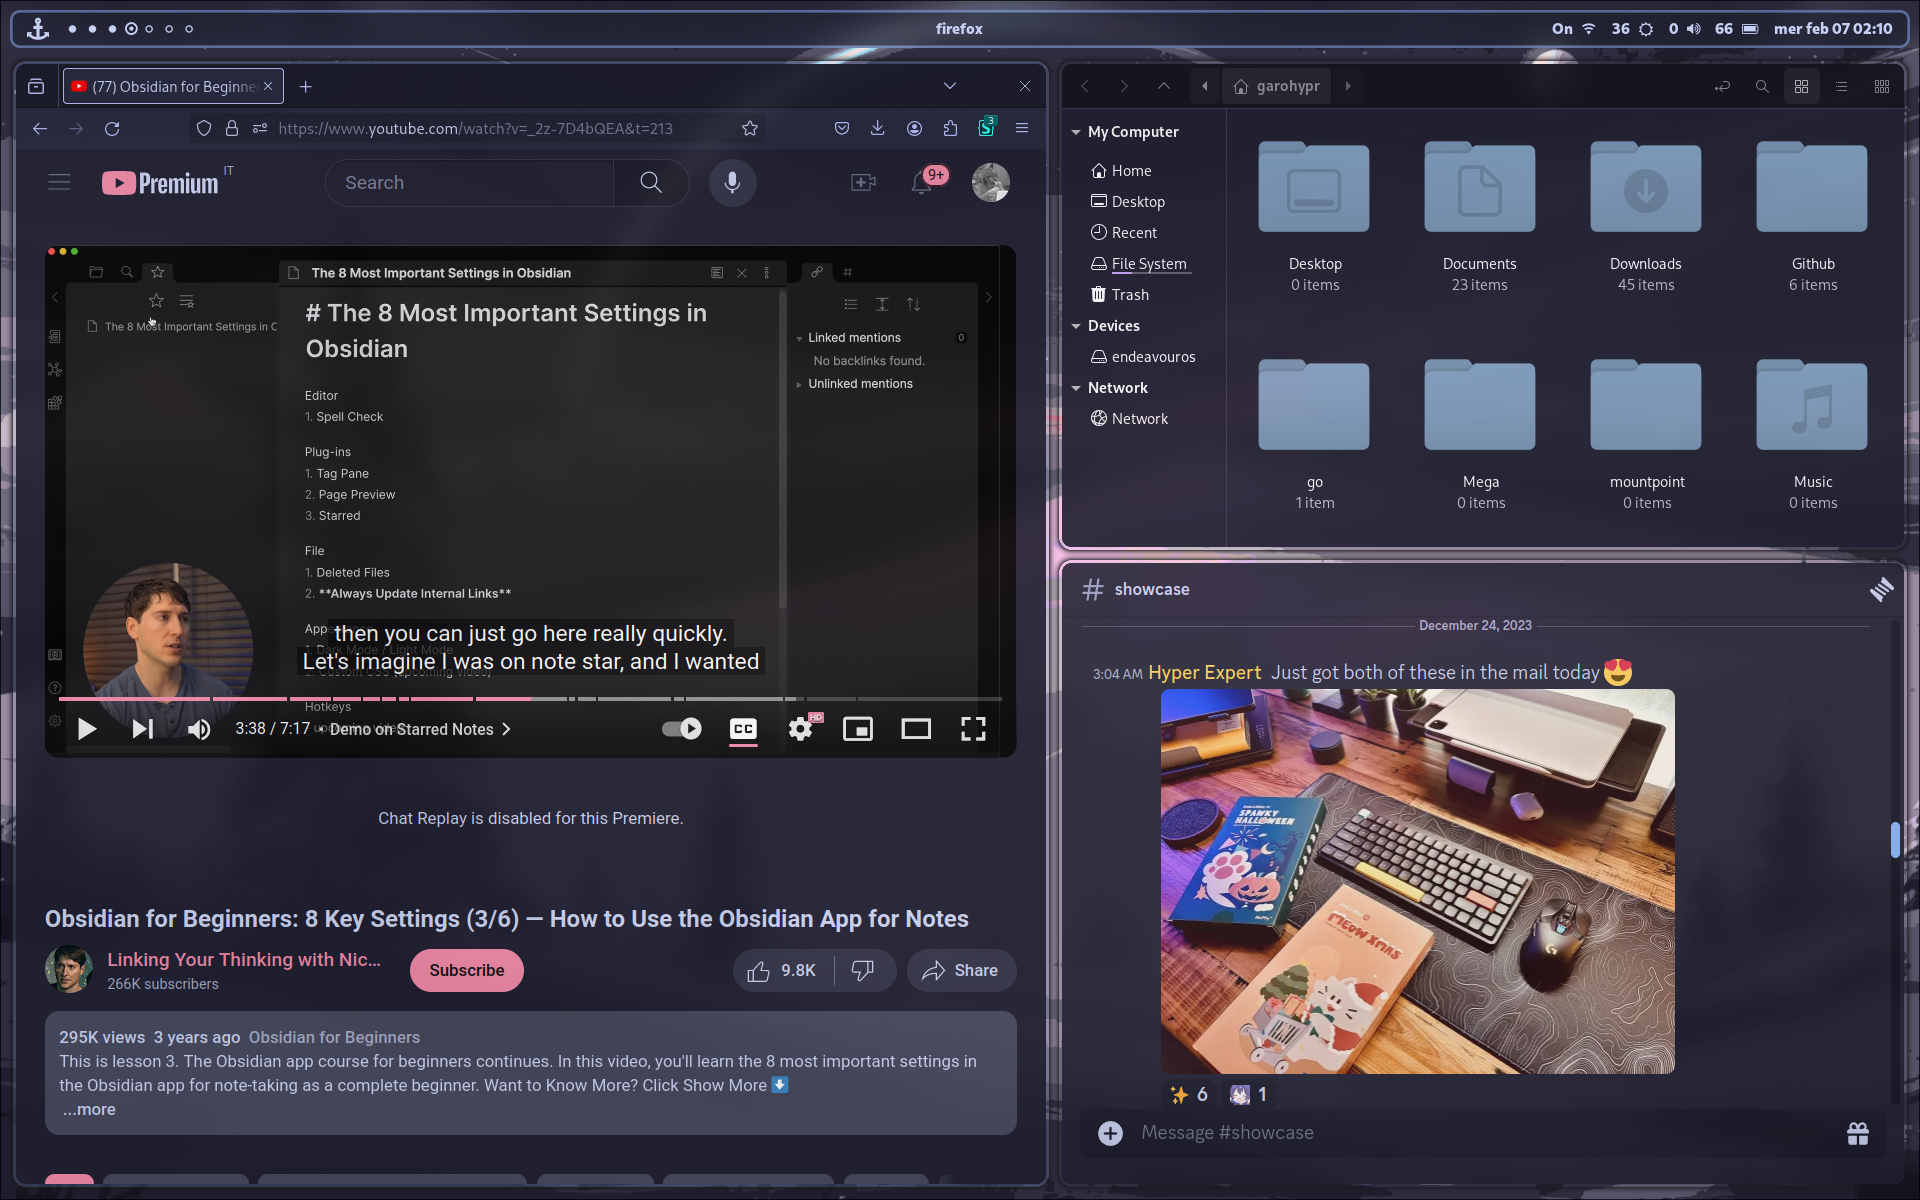 firefox
On
36
0
66
mer feb 07 02:10
(77) Obsidian for Beginne
https://www.youtube.com/watch?v=_2z-7D4bQEA&t=213
3
Premium
IT
Search
9+
The 8 Most Important Settings in Obsidian
The 8 Most Important Settings in O
# The 8 Most Important Settings in
Obsidian
Editor
1. Spell Check
Plug-ins
1. Tag Pane
2. Page Preview
3. Starred
File
1. Deleted Files
2. **Always Update Internal Links**
#
Linked mentions
0
No backlinks found.
Unlinked mentions
then you can just go here really quickly.
Let's imagine I was on note star, and I wanted
1. Dark Mode / Light Mode
Hotkeys
3:38 / 7:17 • Demo on Starred Notes
CC
HD
Chat Replay is disabled for this Premiere.
Obsidian for Beginners: 8 Key Settings (3/6) — How to Use the Obsidian App for Notes
Linking Your Thinking with Nic...
266K subscribers
Subscribe
9.8K
Share
295K views 3 years ago Obsidian for Beginners
This is lesson 3. The Obsidian app course for beginners continues. In this video, you'll learn the 8 most important settings in
the Obsidian app for note-taking as a complete beginner. Want to Know More? Click Show More ⬇️
...more
garohypr
My Computer
Home
Desktop
Recent
File System
Trash
Devices
endeavouros
Network
Network
Desktop
0 items
Documents
23 items
Downloads
45 items
Github
6 items
go
1 item
Mega
0 items
mountpoint
0 items
Music
0 items
# showcase
December 24, 2023
3:04 AM Hyper Expert Just got both of these in the mail today 😍
SPANKY
HALLOWEEN
MEOW XMAS
G
✨ 6
1
Message #showcase